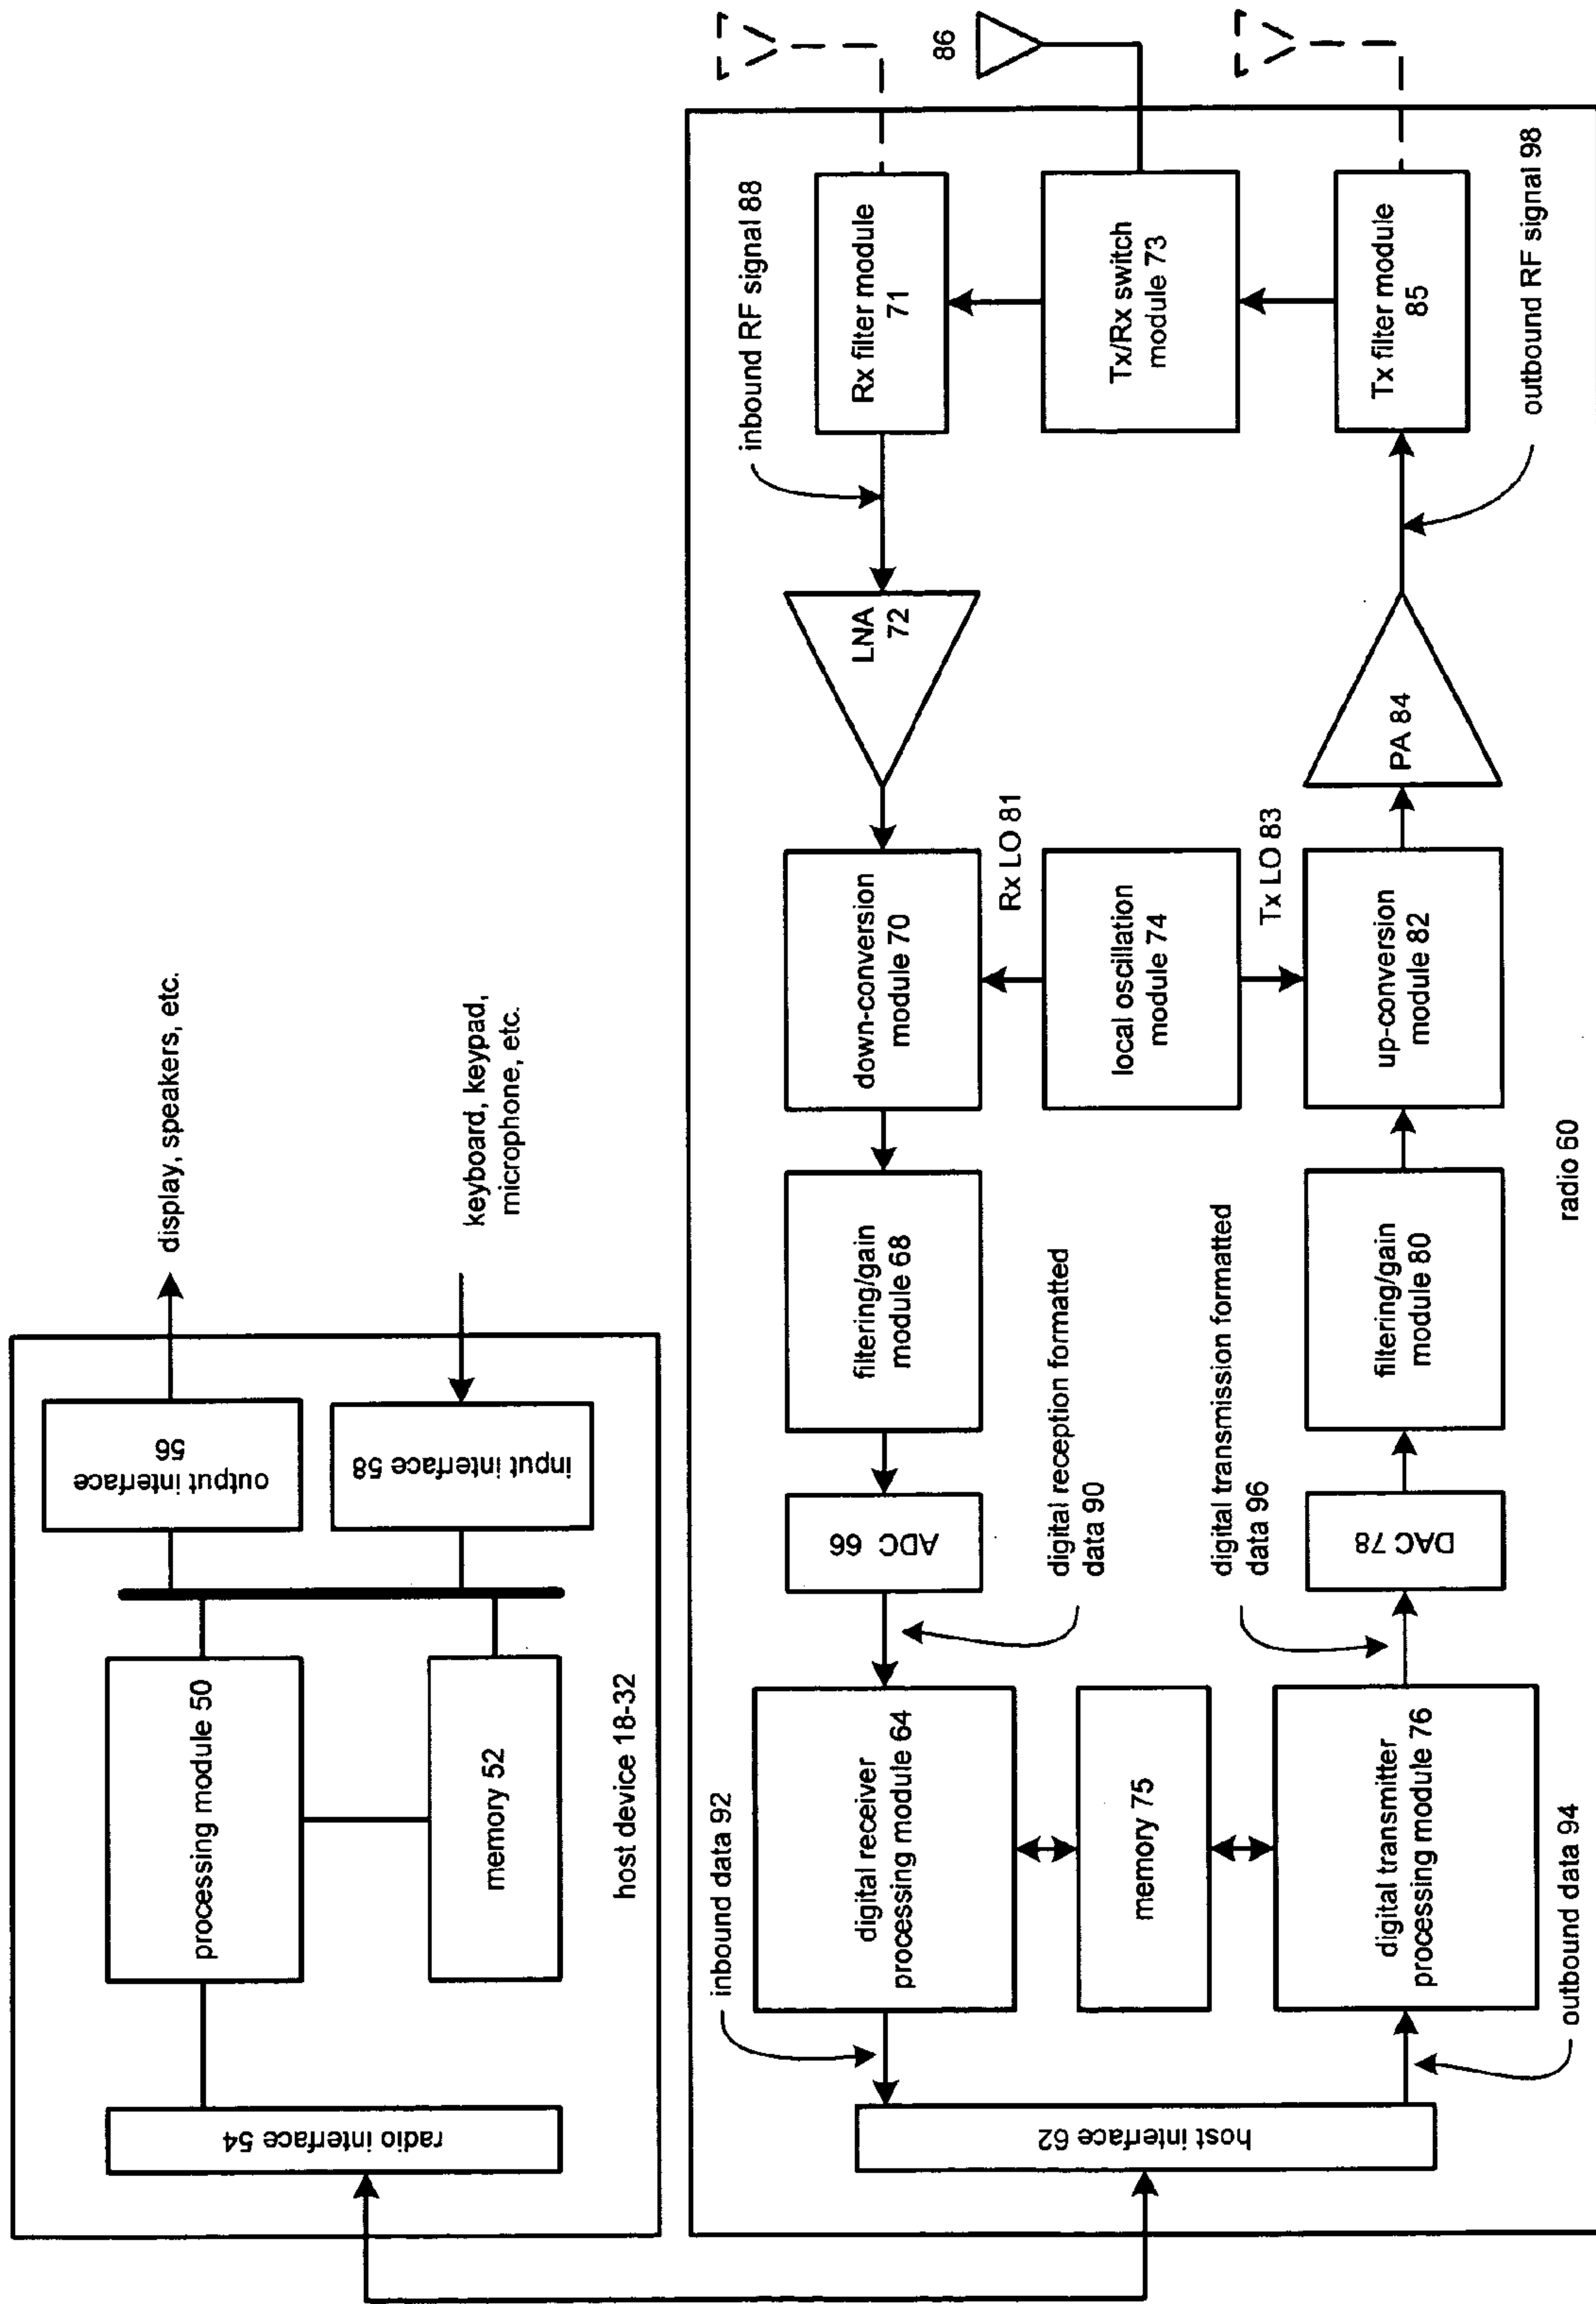 display, speakers, etc.
keyboard, keypad,
microphone, etc.
output interface
56
input interface 58
processing module 50
memory 52
radio interface 54
host device 18-32
86
inbound RF signal 88
Rx filter module
71
Tx/Rx switch
module 73
Tx filter module
85
outbound RF signal 98
LNA
72
PA 84
down-conversion
module 70
Rx LO 81
local oscillation
module 74
Tx LO 83
up-conversion
module 82
filtering/gain
module 68
filtering/gain
module 80
ADC 66
DAC 78
digital reception formatted
data 90
digital transmission formatted
data 96
digital receiver
processing module 64
memory 75
digital transmitter
processing module 76
inbound data 92
outbound data 94
host interface 62
radio 60